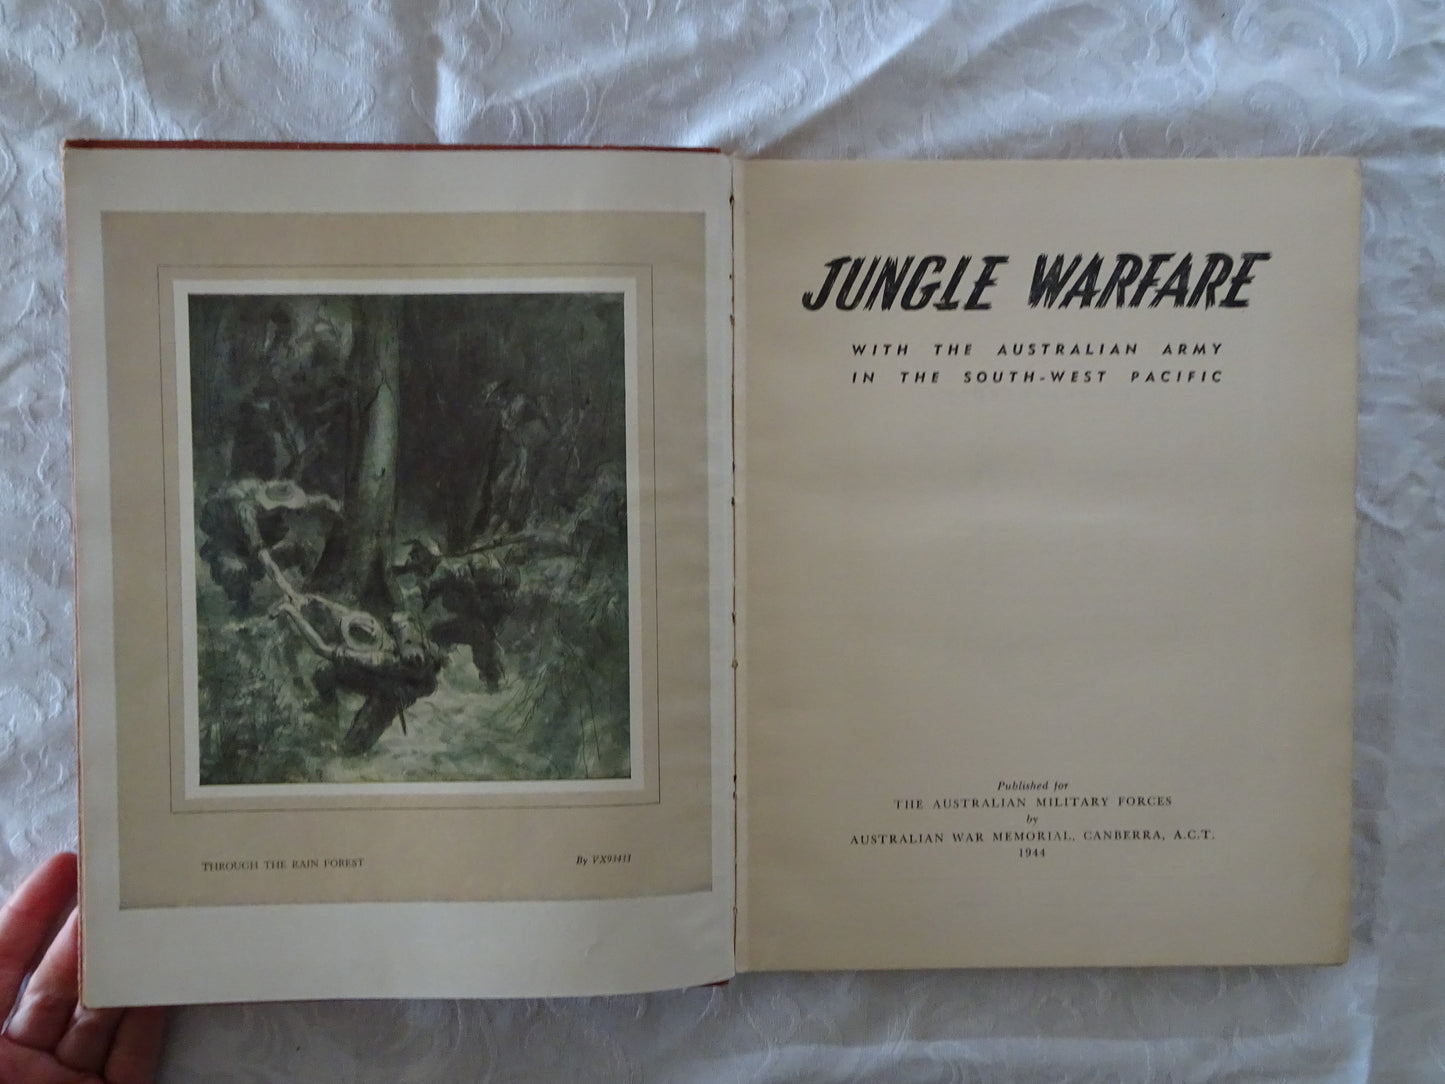 THROUGH THE RAIN FOREST
By VX93433
JUNGLE WARFARE
WITH THE AUSTRALIAN ARMY
IN THE SOUTH-WEST PACIFIC
Published for
THE AUSTRALIAN MILITARY FORCES
by
AUSTRALIAN WAR MEMORIAL, CANBERRA, A.C.T.
1944